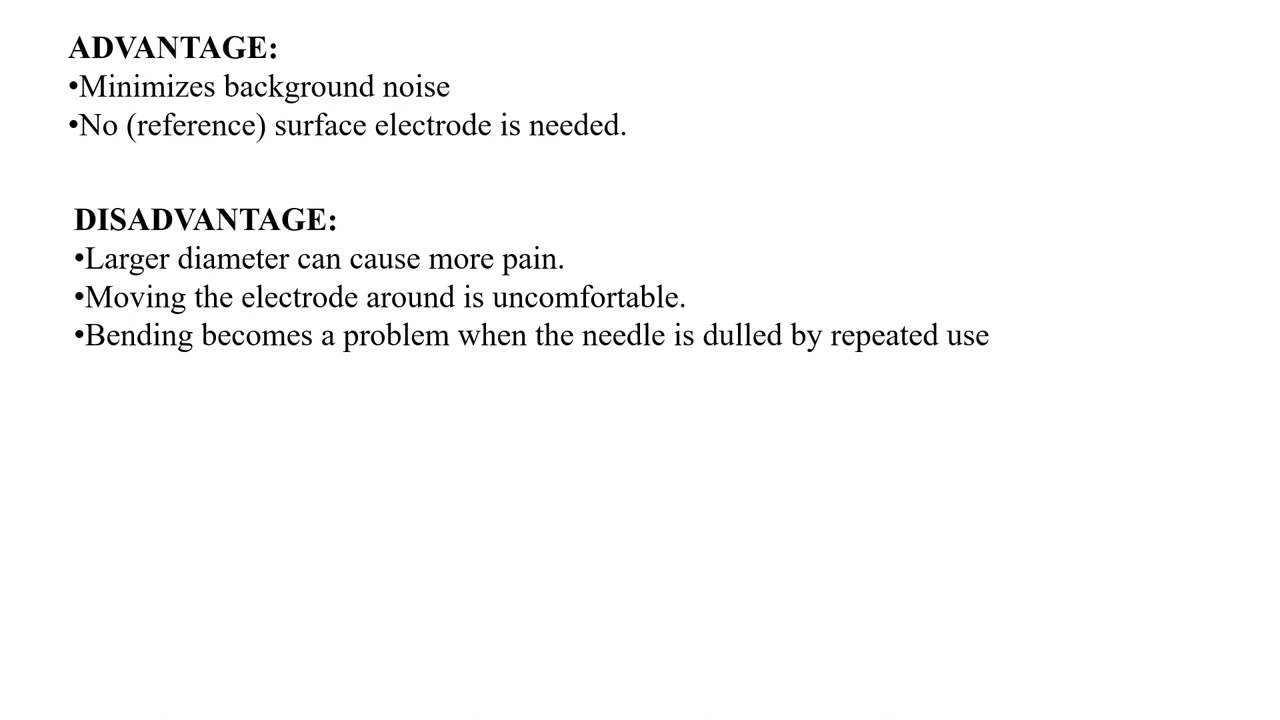 ADVANTAGE:
•Minimizes background noise
•No (reference) surface electrode is needed.
DISADVANTAGE:
•Larger diameter can cause more pain.
•Moving the electrode around is uncomfortable.
•Bending becomes a problem when the needle is dulled by repeated use